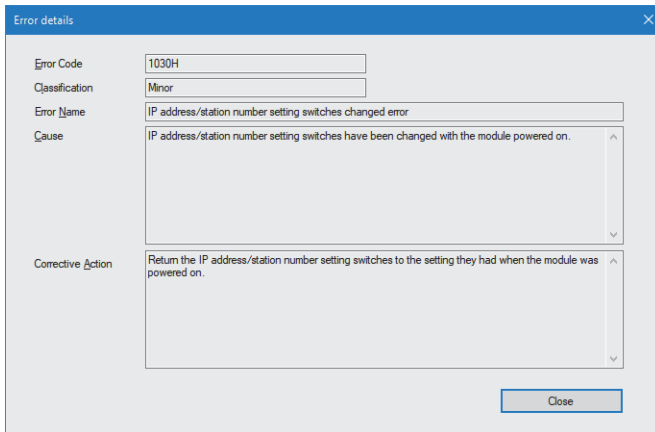 Error details
Error Code
1030H
Classification
Minor
Error Name
IP address/station number setting switches changed error
Cause
IP address/station number setting switches have been changed with the module powered on.
Corrective Action
Return the IP address/station number setting switches to the setting they had when the module was
powered on.
Close